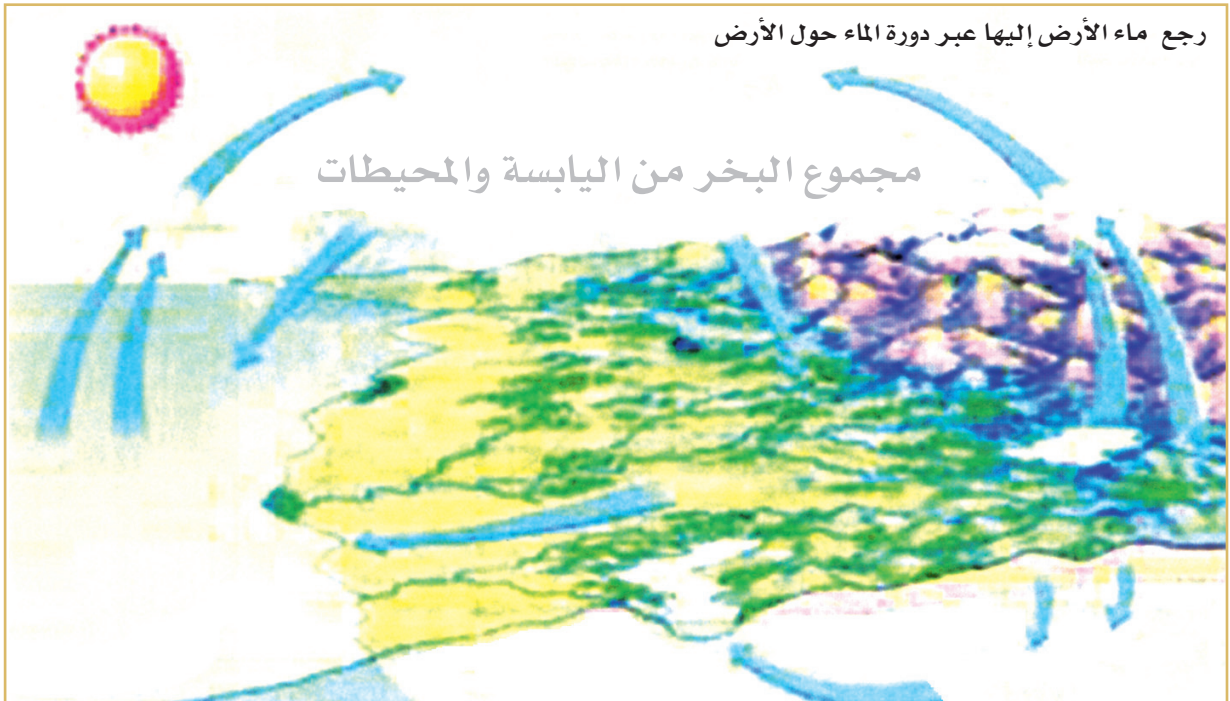 رجع ماء الأرض إليها عبر دورة الماء حول الأرض
مجموع البخر من اليابسة والمحيطات